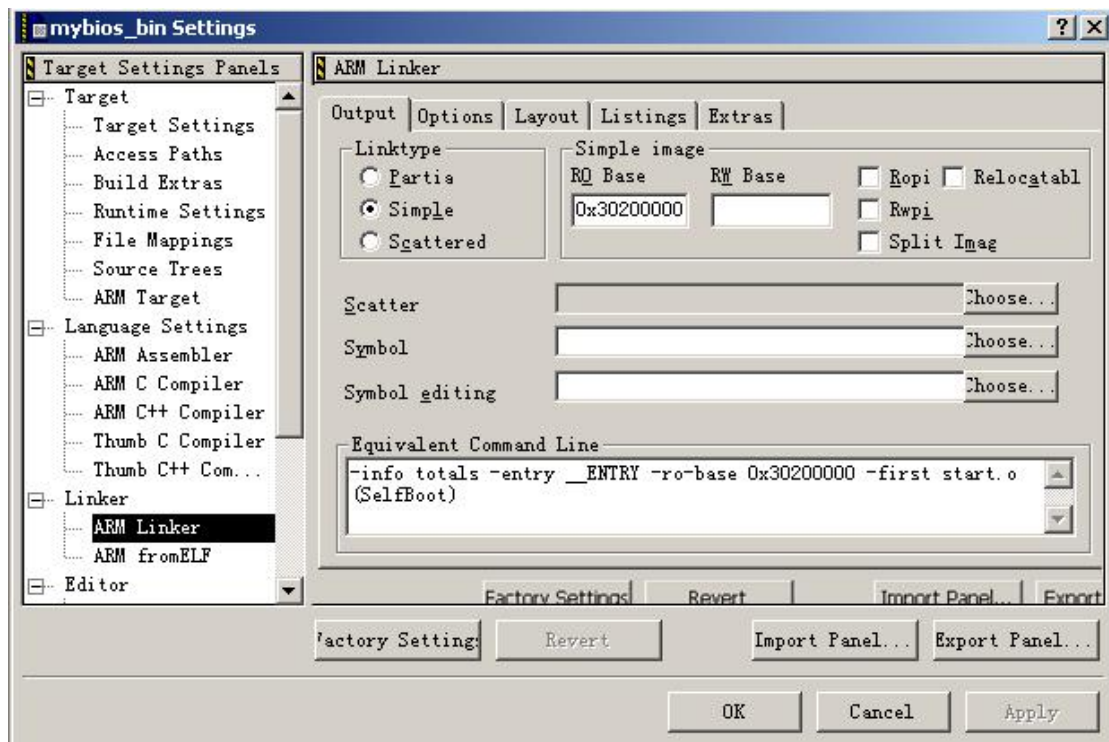 mybios_bin Settings
Target Settings Panels
Target
Target Settings
Access Paths
Build Extras
Runtime Settings
File Mappings
Source Trees
ARM Target
Language Settings
ARM Assembler
ARM C Compiler
ARM C++ Compiler
Thumb C Compiler
Thumb C++ Com...
Linker
ARM Linker
ARM fromELF
Editor
ARM Linker
Output Options Layout Listings Extras
Linktype
Partia
Simple
Scattered
Simple image
RO Base RW Base
0x30200000
Ropi Relocatabl
Rwpi
Split Imag
Scatter Choose...
Symbol Choose...
Symbol editing Choose...
Equivalent Command Line
-info totals -entry __ENTRY -ro-base 0x30200000 -first start.o
(SelfBoot)
Factory Settings Revert Import Panel... Export
Factory Setting Revert Import Panel... Export Panel...
OK Cancel Apply